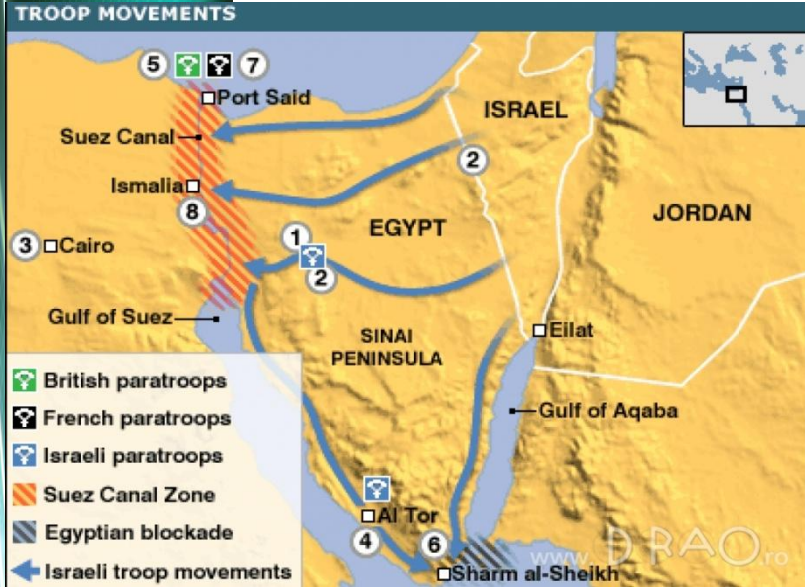 TROOP MOVEMENTS
5
7
Port Said
ISRAEL
Suez Canal
2
Ismalia
8
JORDAN
EGYPT
3
Cairo
1
2
Gulf of Suez
SINAI
PENINSULA
Eilat
British paratroops
French paratroops
Gulf of Aqaba
Israeli paratroops
Suez Canal Zone
Al Tor
Egyptian blockade
4
6
www.DRAO.ro
Israeli troop movements
Sharm al-Sheikh